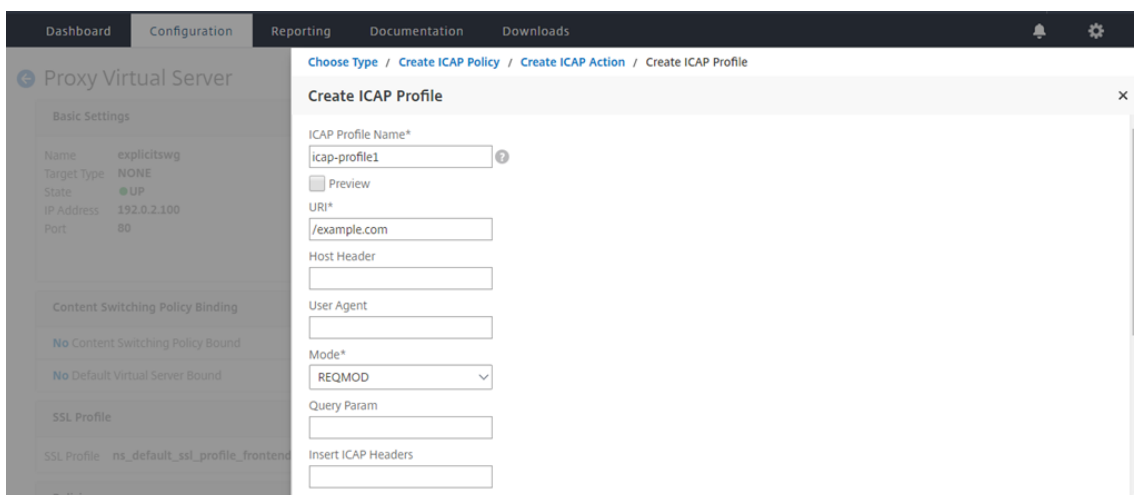 Dashboard Configuration Reporting Documentation Downloads
Proxy Virtual Server
Basic Settings
Name explicitswg
Target Type NONE
State UP
IP Address 192.0.2.100
Port 80
Content Switching Policy Binding
No Content Switching Policy Bound
No Default Virtual Server Bound
SSL Profile
SSL Profile ns_default_ssl_profile_frontend
Choose Type / Create ICAP Policy / Create ICAP Action / Create ICAP Profile
Create ICAP Profile
ICAP Profile Name*
icap-profile1
Preview
URI*
/example.com
Host Header
User Agent
Mode*
REQMOD
Query Param
Insert ICAP Headers